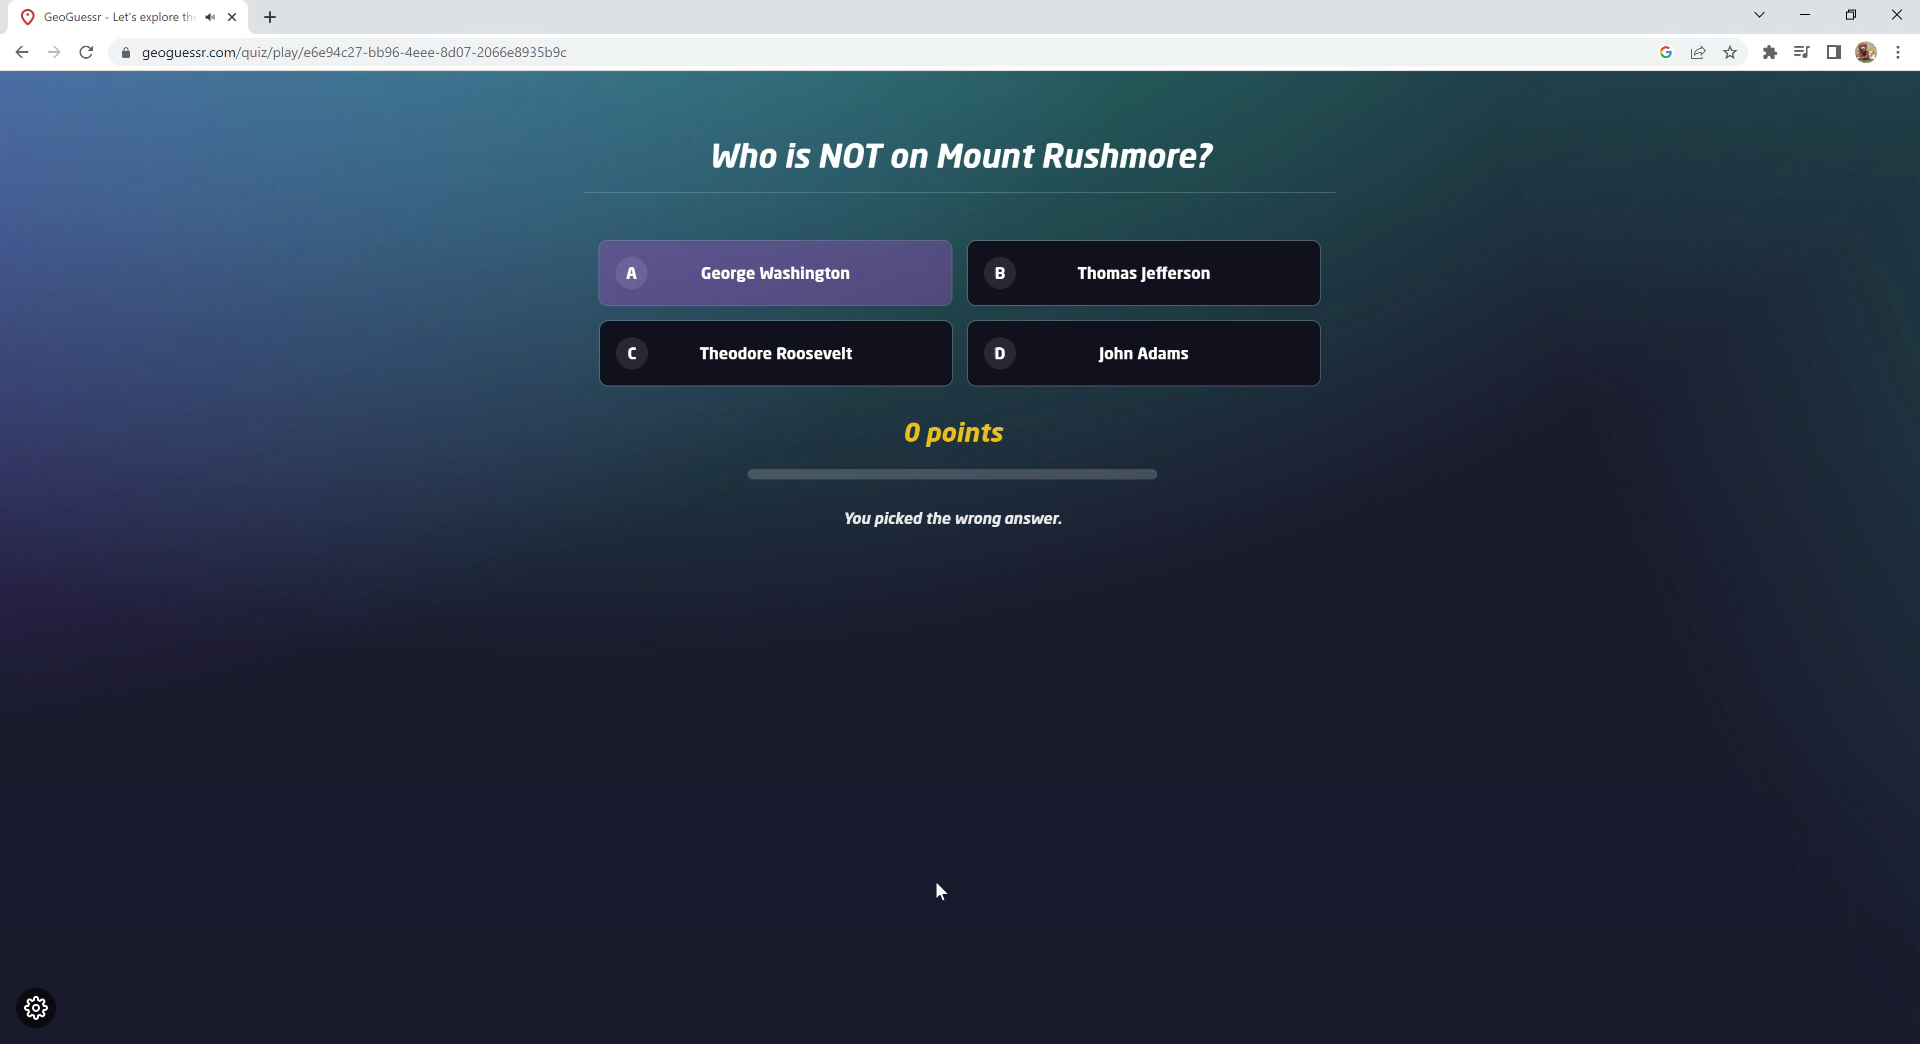 GeoGuessr - Let's explore th
geoguessr.com/quiz/play/e6e94c27-bb96-4eee-8d07-2066e8935b9c
Who is NOT on Mount Rushmore?
A George Washington
B Thomas Jefferson
C Theodore Roosevelt
D John Adams
0 points
You picked the wrong answer.